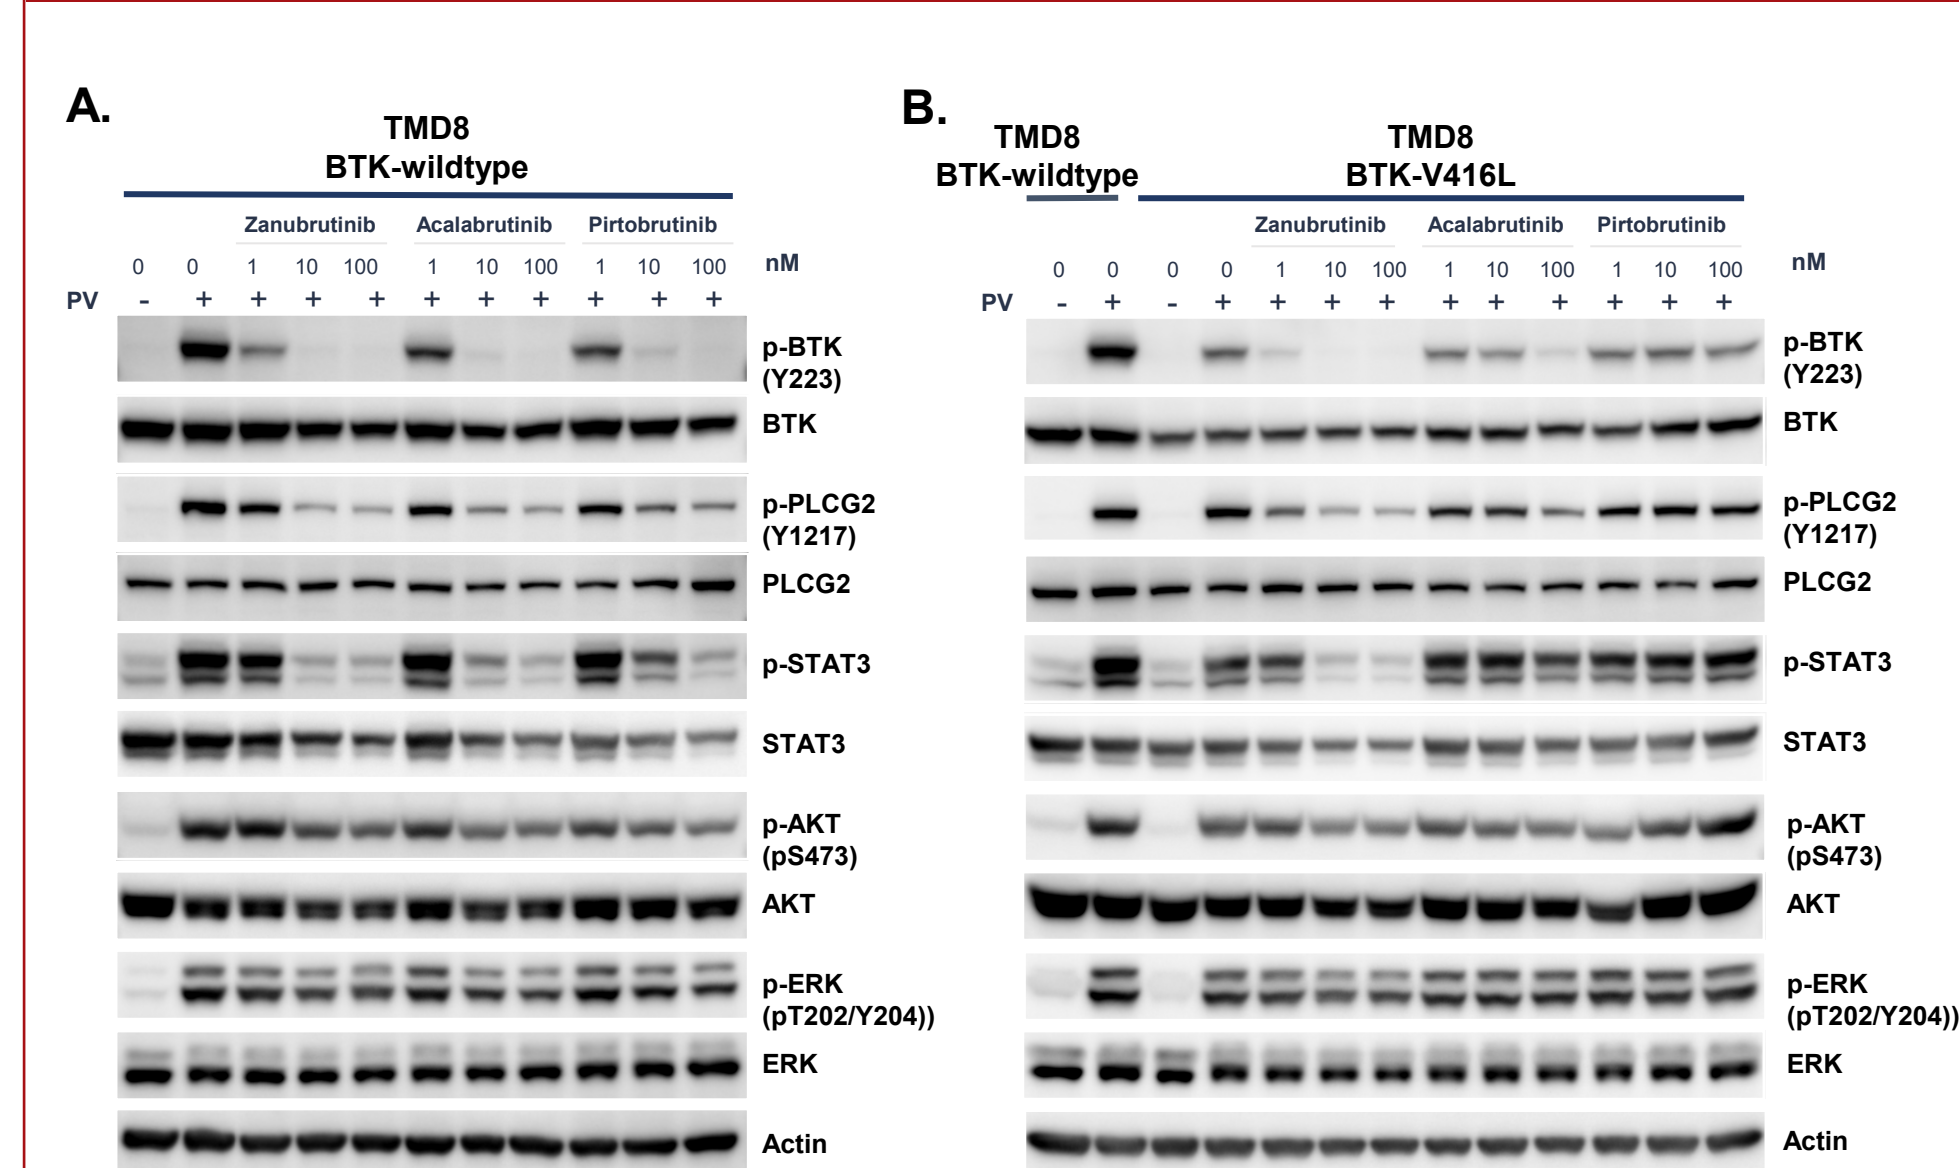 A.
TMD8
BTK-wildtype
Zanubrutinib Acalabrutinib Pirtobrutinib
0 0 1 10 100 1 10 100 1 10 100 nM
PV - + + + + + + + + + +
p-BTK
(Y223)
BTK
p-PLCG2
(Y1217)
PLCG2
p-STAT3
STAT3
p-AKT
(pS473)
AKT
p-ERK
(pT202/Y204))
ERK
Actin
B.
TMD8
BTK-wildtype
TMD8
BTK-V416L
Zanubrutinib Acalabrutinib Pirtobrutinib
0 0 0 0 1 10 100 1 10 100 1 10 100 nM
PV - + - + + + + + + + + + +
p-BTK
(Y223)
BTK
p-PLCG2
(Y1217)
PLCG2
p-STAT3
STAT3
p-AKT
(pS473)
AKT
p-ERK
(pT202/Y204))
ERK
Actin